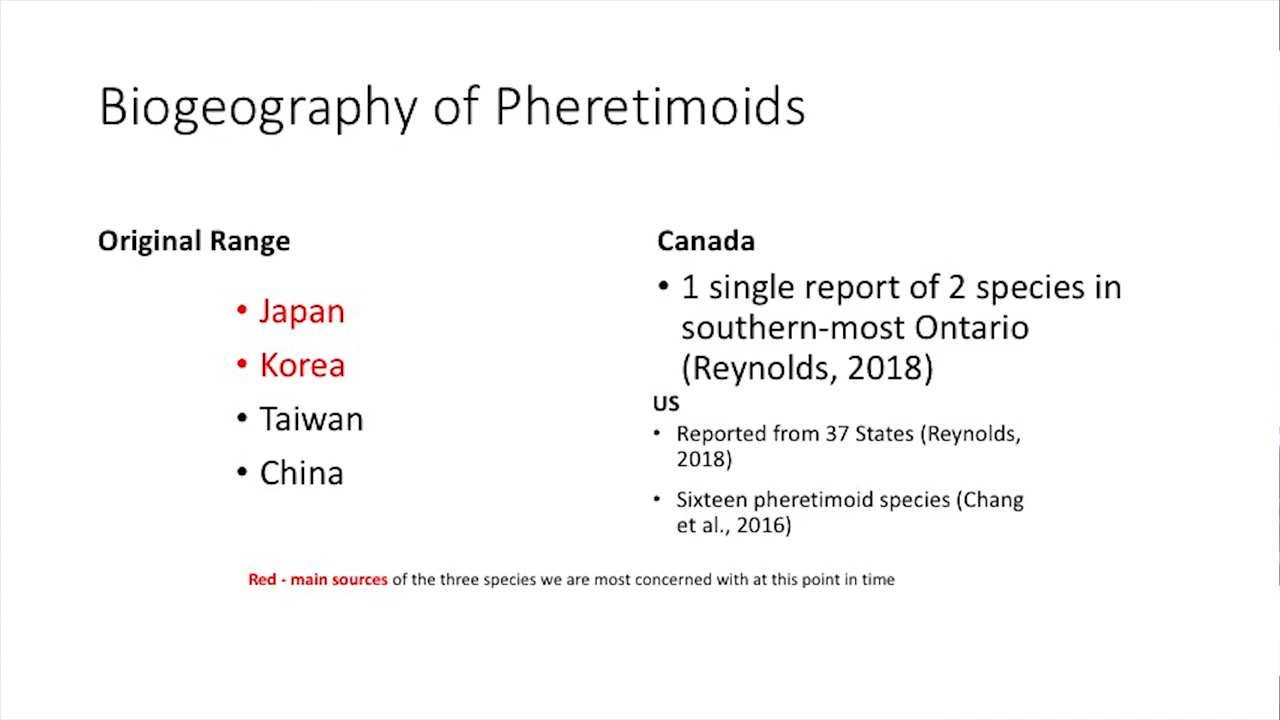 Biogeography of Pheretimoids
Original Range
• Japan
• Korea
• Taiwan
• China
Canada
• 1 single report of 2 species in
southern-most Ontario
(Reynolds, 2018)
US
• Reported from 37 States (Reynolds,
2018)
• Sixteen pheretimoid species (Chang
et al., 2016)
Red - main sources of the three species we are most concerned with at this point in time